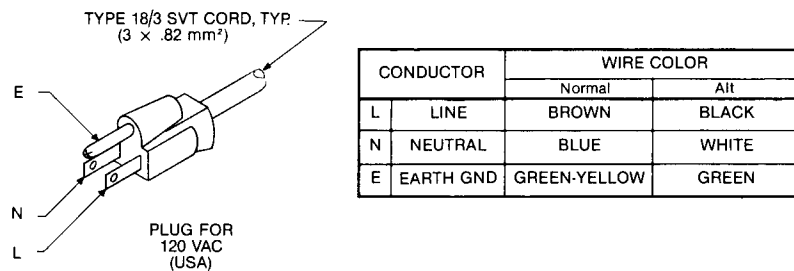 TYPE 18/3 SVT CORD, TYP.
(3 × .82 mm²)
E
N
L
PLUG FOR
120 VAC
(USA)
CONDUCTOR WIRE COLOR
Normal Alt
L LINE BROWN BLACK
N NEUTRAL BLUE WHITE
E EARTH GND GREEN-YELLOW GREEN